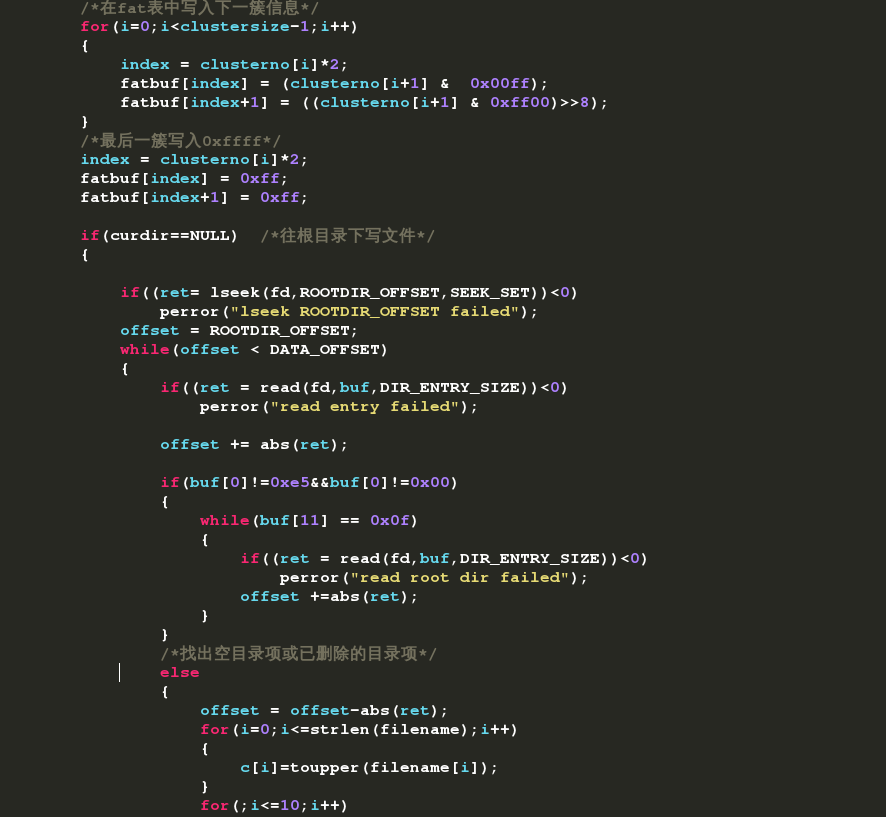 /*在fat表中写入下一簇信息*/
for(i=0;i<clustersize-1;i++)
{
    index = clusterno[i]*2;
    fatbuf[index] = (clusterno[i+1] &  0x00ff);
    fatbuf[index+1] = ((clusterno[i+1] & 0xff00)>>8);
}
/*最后一簇写入0xffff*/
index = clusterno[i]*2;
fatbuf[index] = 0xff;
fatbuf[index+1] = 0xff;

if(curdir==NULL)  /*往根目录下写文件*/
{

    if((ret= lseek(fd,ROOTDIR_OFFSET,SEEK_SET))<0)
        perror("lseek ROOTDIR_OFFSET failed");
    offset = ROOTDIR_OFFSET;
    while(offset < DATA_OFFSET)
    {
        if((ret = read(fd,buf,DIR_ENTRY_SIZE))<0)
            perror("read entry failed");

        offset += abs(ret);

        if(buf[0]!=0xe5&&buf[0]!=0x00)
        {
            while(buf[11] == 0x0f)
            {
                if((ret = read(fd,buf,DIR_ENTRY_SIZE))<0)
                    perror("read root dir failed");
                offset +=abs(ret);
            }
        }
        /*找出空目录项或已删除的目录项*/
        else
        {
            offset = offset-abs(ret);
            for(i=0;i<=strlen(filename);i++)
            {
                c[i]=toupper(filename[i]);
            }
            for(;i<=10;i++)